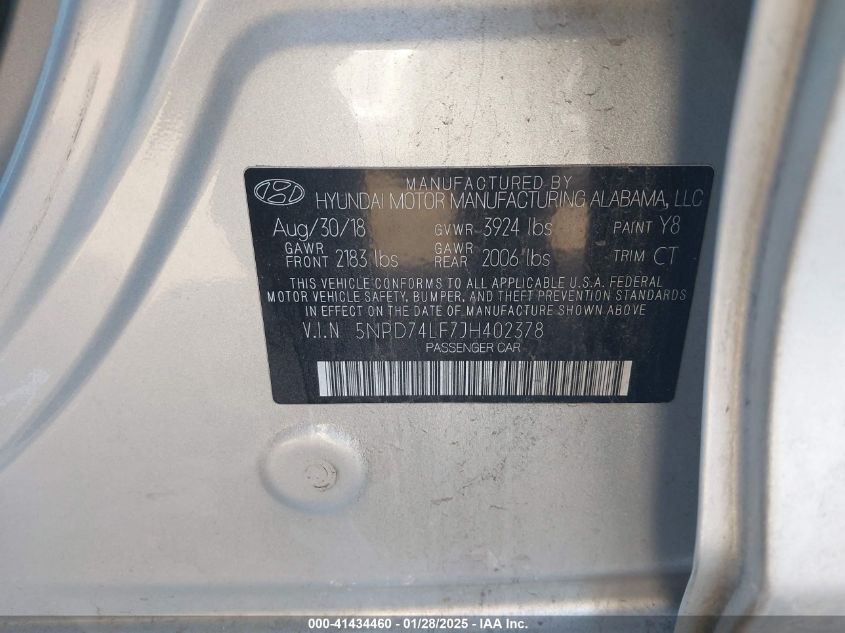 MANUFACTURED BY
HYUNDAI MOTOR MANUFACTURING ALABAMA, LLC
Aug/30/18 GVWR 3924 lbs PAINT Y8
GAWR FRONT 2183 lbs GAWR REAR 2006 lbs TRIM CT
THIS VEHICLE CONFORMS TO ALL APPLICABLE U.S.A. FEDERAL
MOTOR VEHICLE SAFETY, BUMPER, AND THEFT PREVENTION STANDARDS
IN EFFECT ON THE DATE OF MANUFACTURE SHOWN ABOVE
V.I.N 5NPD74LF7JH402378
PASSENGER CAR
000-41434460 - 01/28/2025 - IAA Inc.